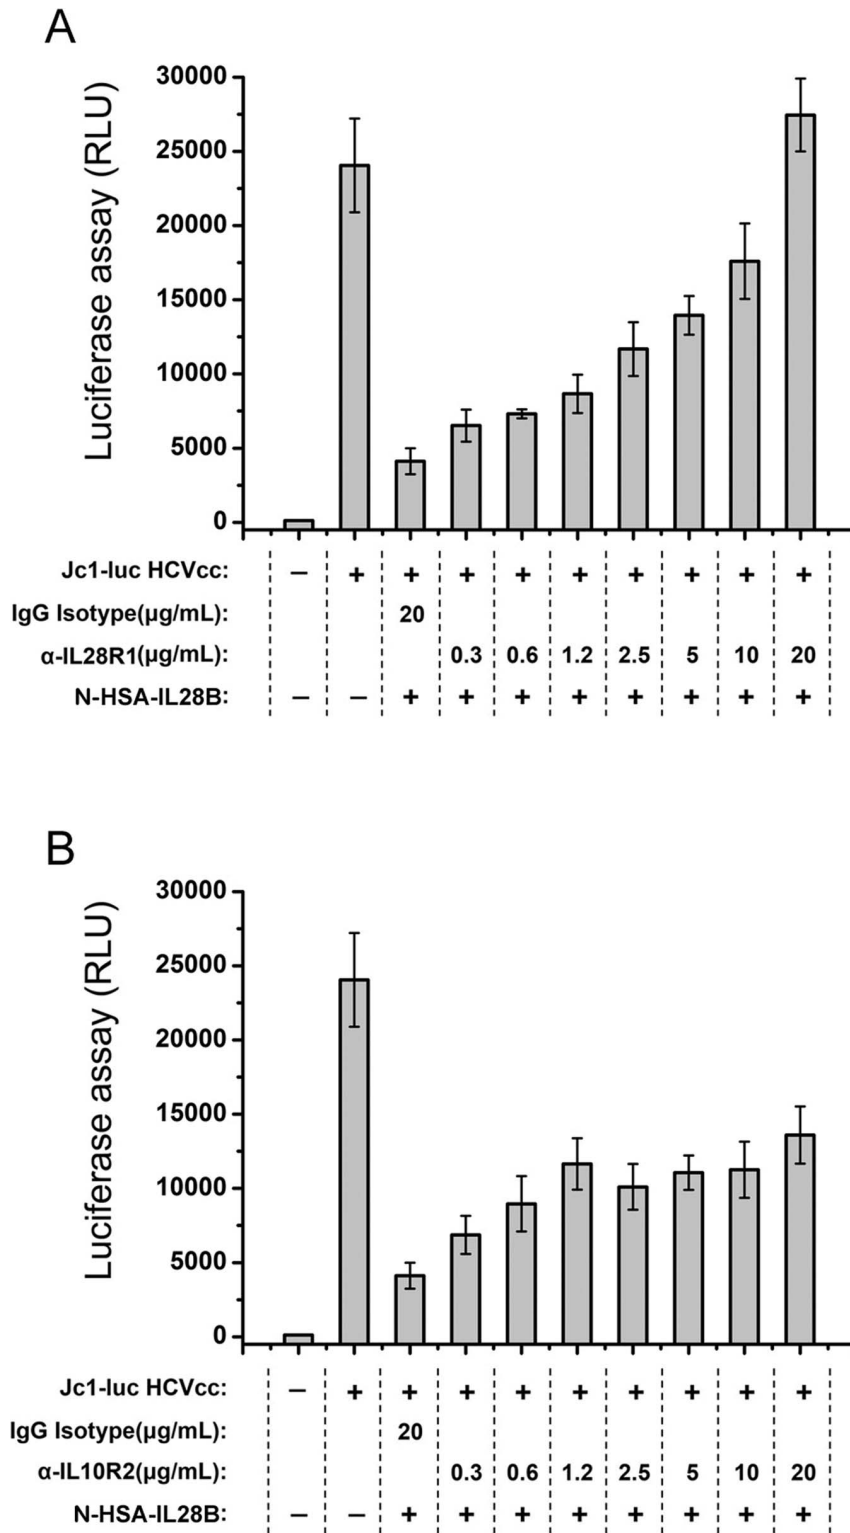 A
Luciferase assay (RLU)
30000
25000
20000
15000
10000
5000
0
Jc1-luc HCVcc: – + + + + + + + + +
IgG Isotype(µg/mL): 20
α-IL28R1(µg/mL): 0.3 0.6 1.2 2.5 5 10 20
N-HSA-IL28B: – – + + + + + + + +
B
Luciferase assay (RLU)
30000
25000
20000
15000
10000
5000
0
Jc1-luc HCVcc: – + + + + + + + + +
IgG Isotype(µg/mL): 20
α-IL10R2(µg/mL): 0.3 0.6 1.2 2.5 5 10 20
N-HSA-IL28B: – – + + + + + + + +